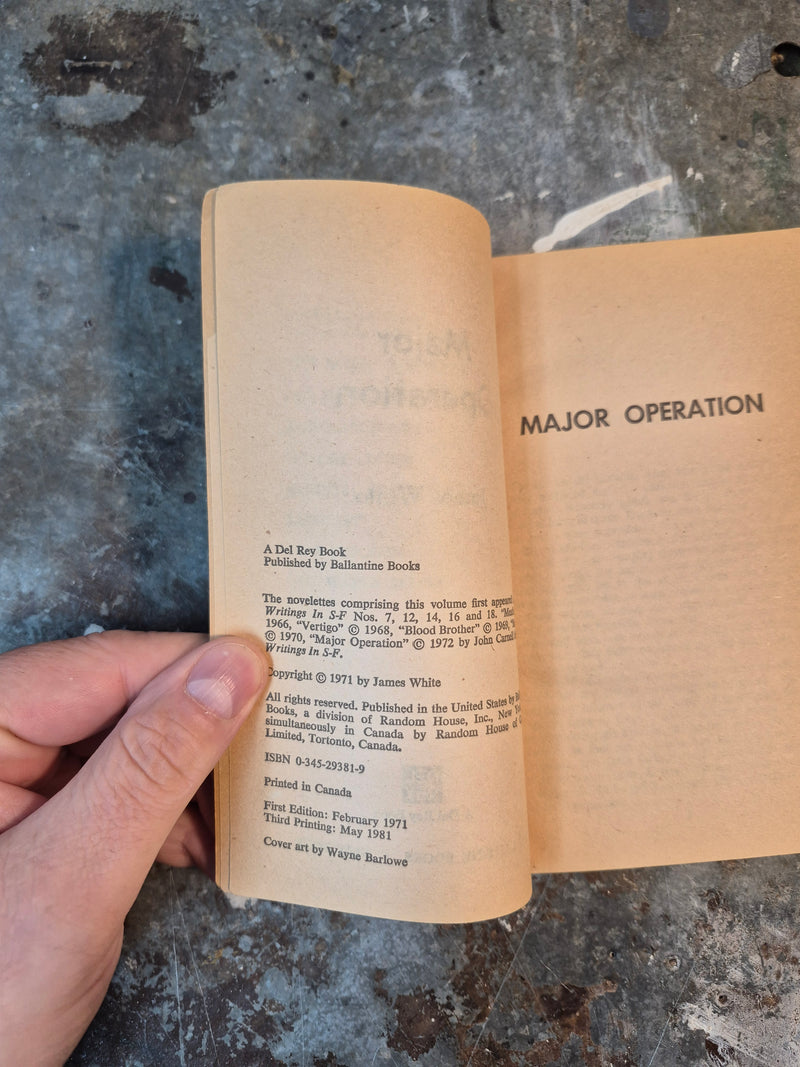 A Del Rey Book
Published by Ballantine Books
The novelettes comprising this volume first appeared
Writings In S-F Nos. 7, 12, 14, 16 and 18.
1966, "Vertigo" © 1968, "Blood Brother" © 1969,
© 1970, "Major Operation" © 1972 by John Carnell
Writings In S-F.
Copyright © 1971 by James White
All rights reserved. Published in the United States by
Books, a division of Random House, Inc., New
simultaneously in Canada by Random House of
Limited, Tortonto, Canada.
ISBN 0-345-29381-9
Printed in Canada
First Edition: February 1971
Third Printing: May 1981
Cover art by Wayne Barlowe
MAJOR OPERATION